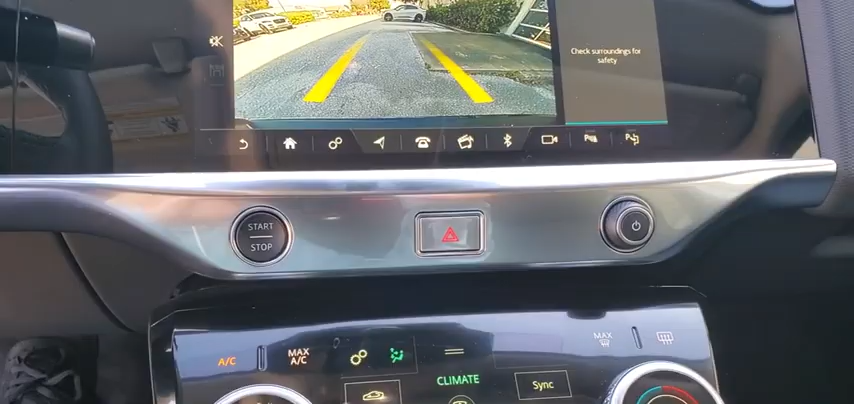 Check surroundings for
safety
START
STOP
A/C
MAX
A/C
CLIMATE
Sync
MAX